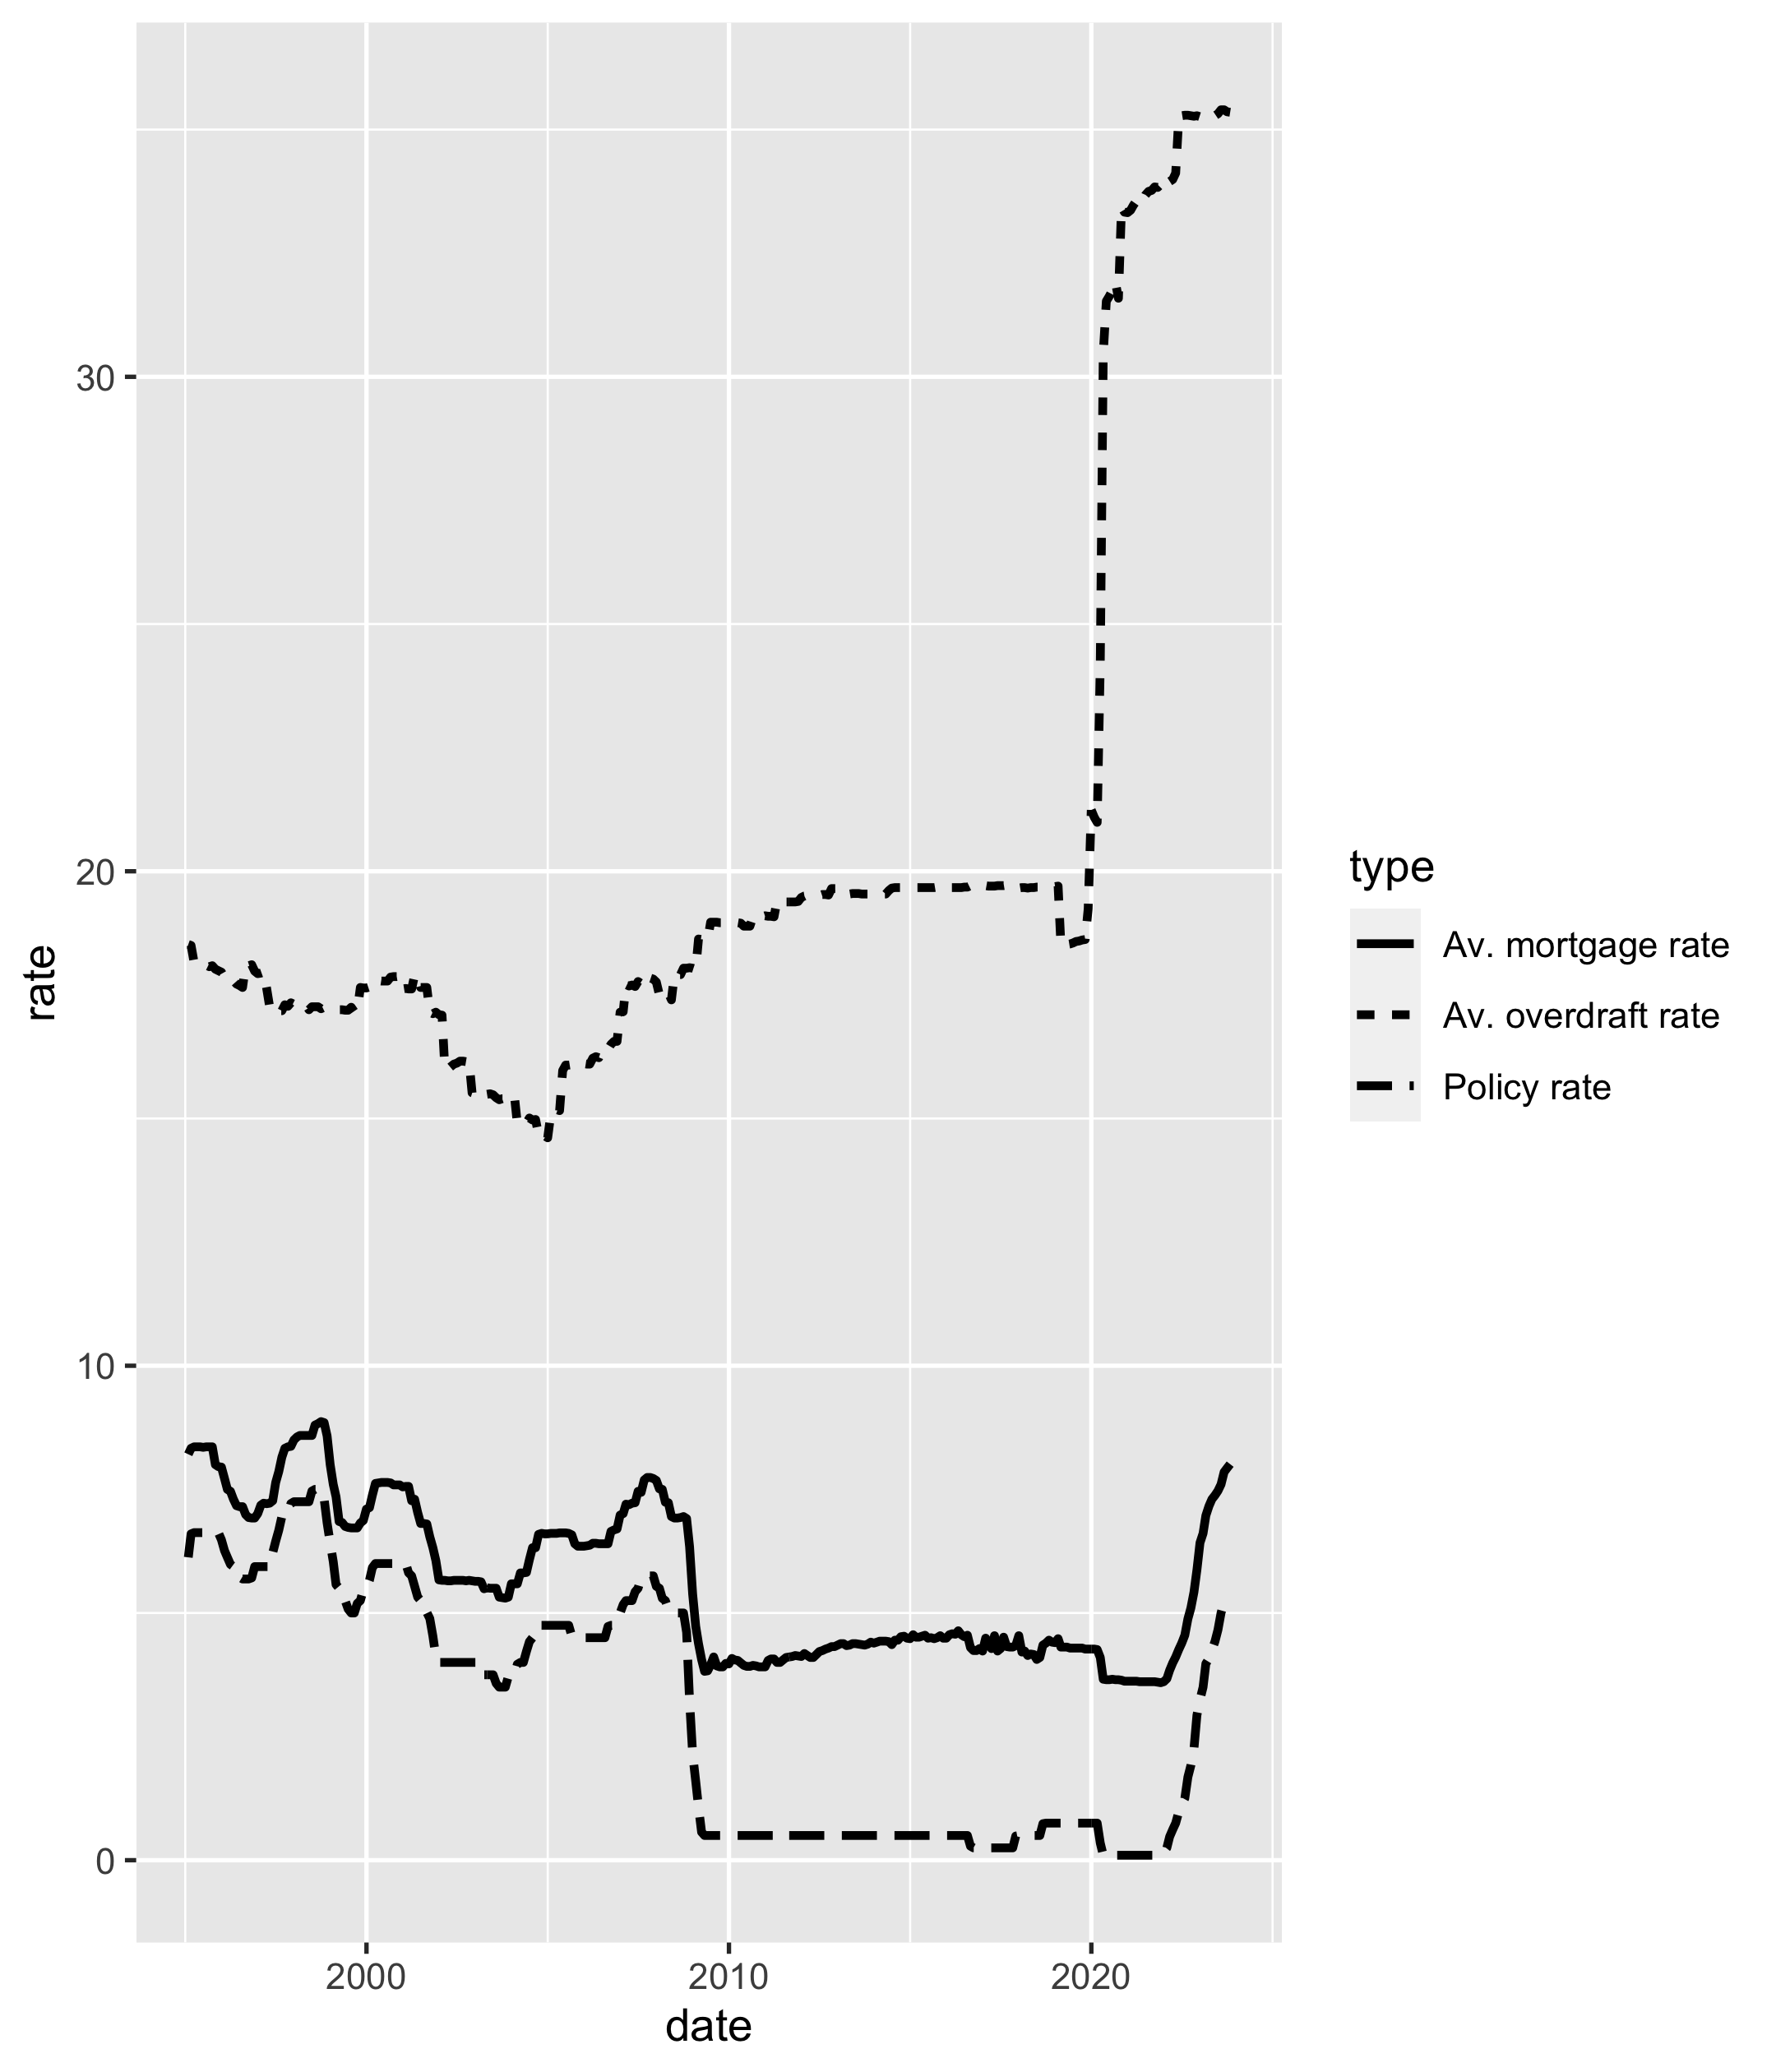 rate
30
20
10
0
2000
2010
2020
date
type
Av. mortgage rate
Av. overdraft rate
Policy rate